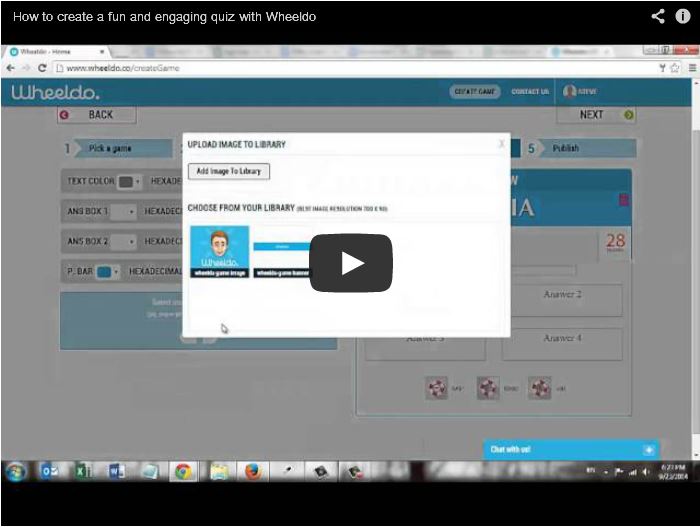 How to create a fun and engaging quiz with Wheeldo
Wheeldo - Home
www.wheeldo.co/createGame
Wheeldo.
CREATE GAME
CONTACT US
STEVE
BACK
NEXT
1 Pick a game
5 Publish
UPLOAD IMAGE TO LIBRARY
X
Add Image To Library
CHOOSE FROM YOUR LIBRARY (BEST IMAGE RESOLUTION 700 X 90)
Wheeldo.
wheeldo-game image
wheeldo-game banner
TEXT COLOR
ANS BOX 1
ANS BOX 2
P. BAR
HEXADECIMAL
28
Answer 2
Answer 3
Answer 4
Chat with us!
EN
6:23 PM
9/23/2014